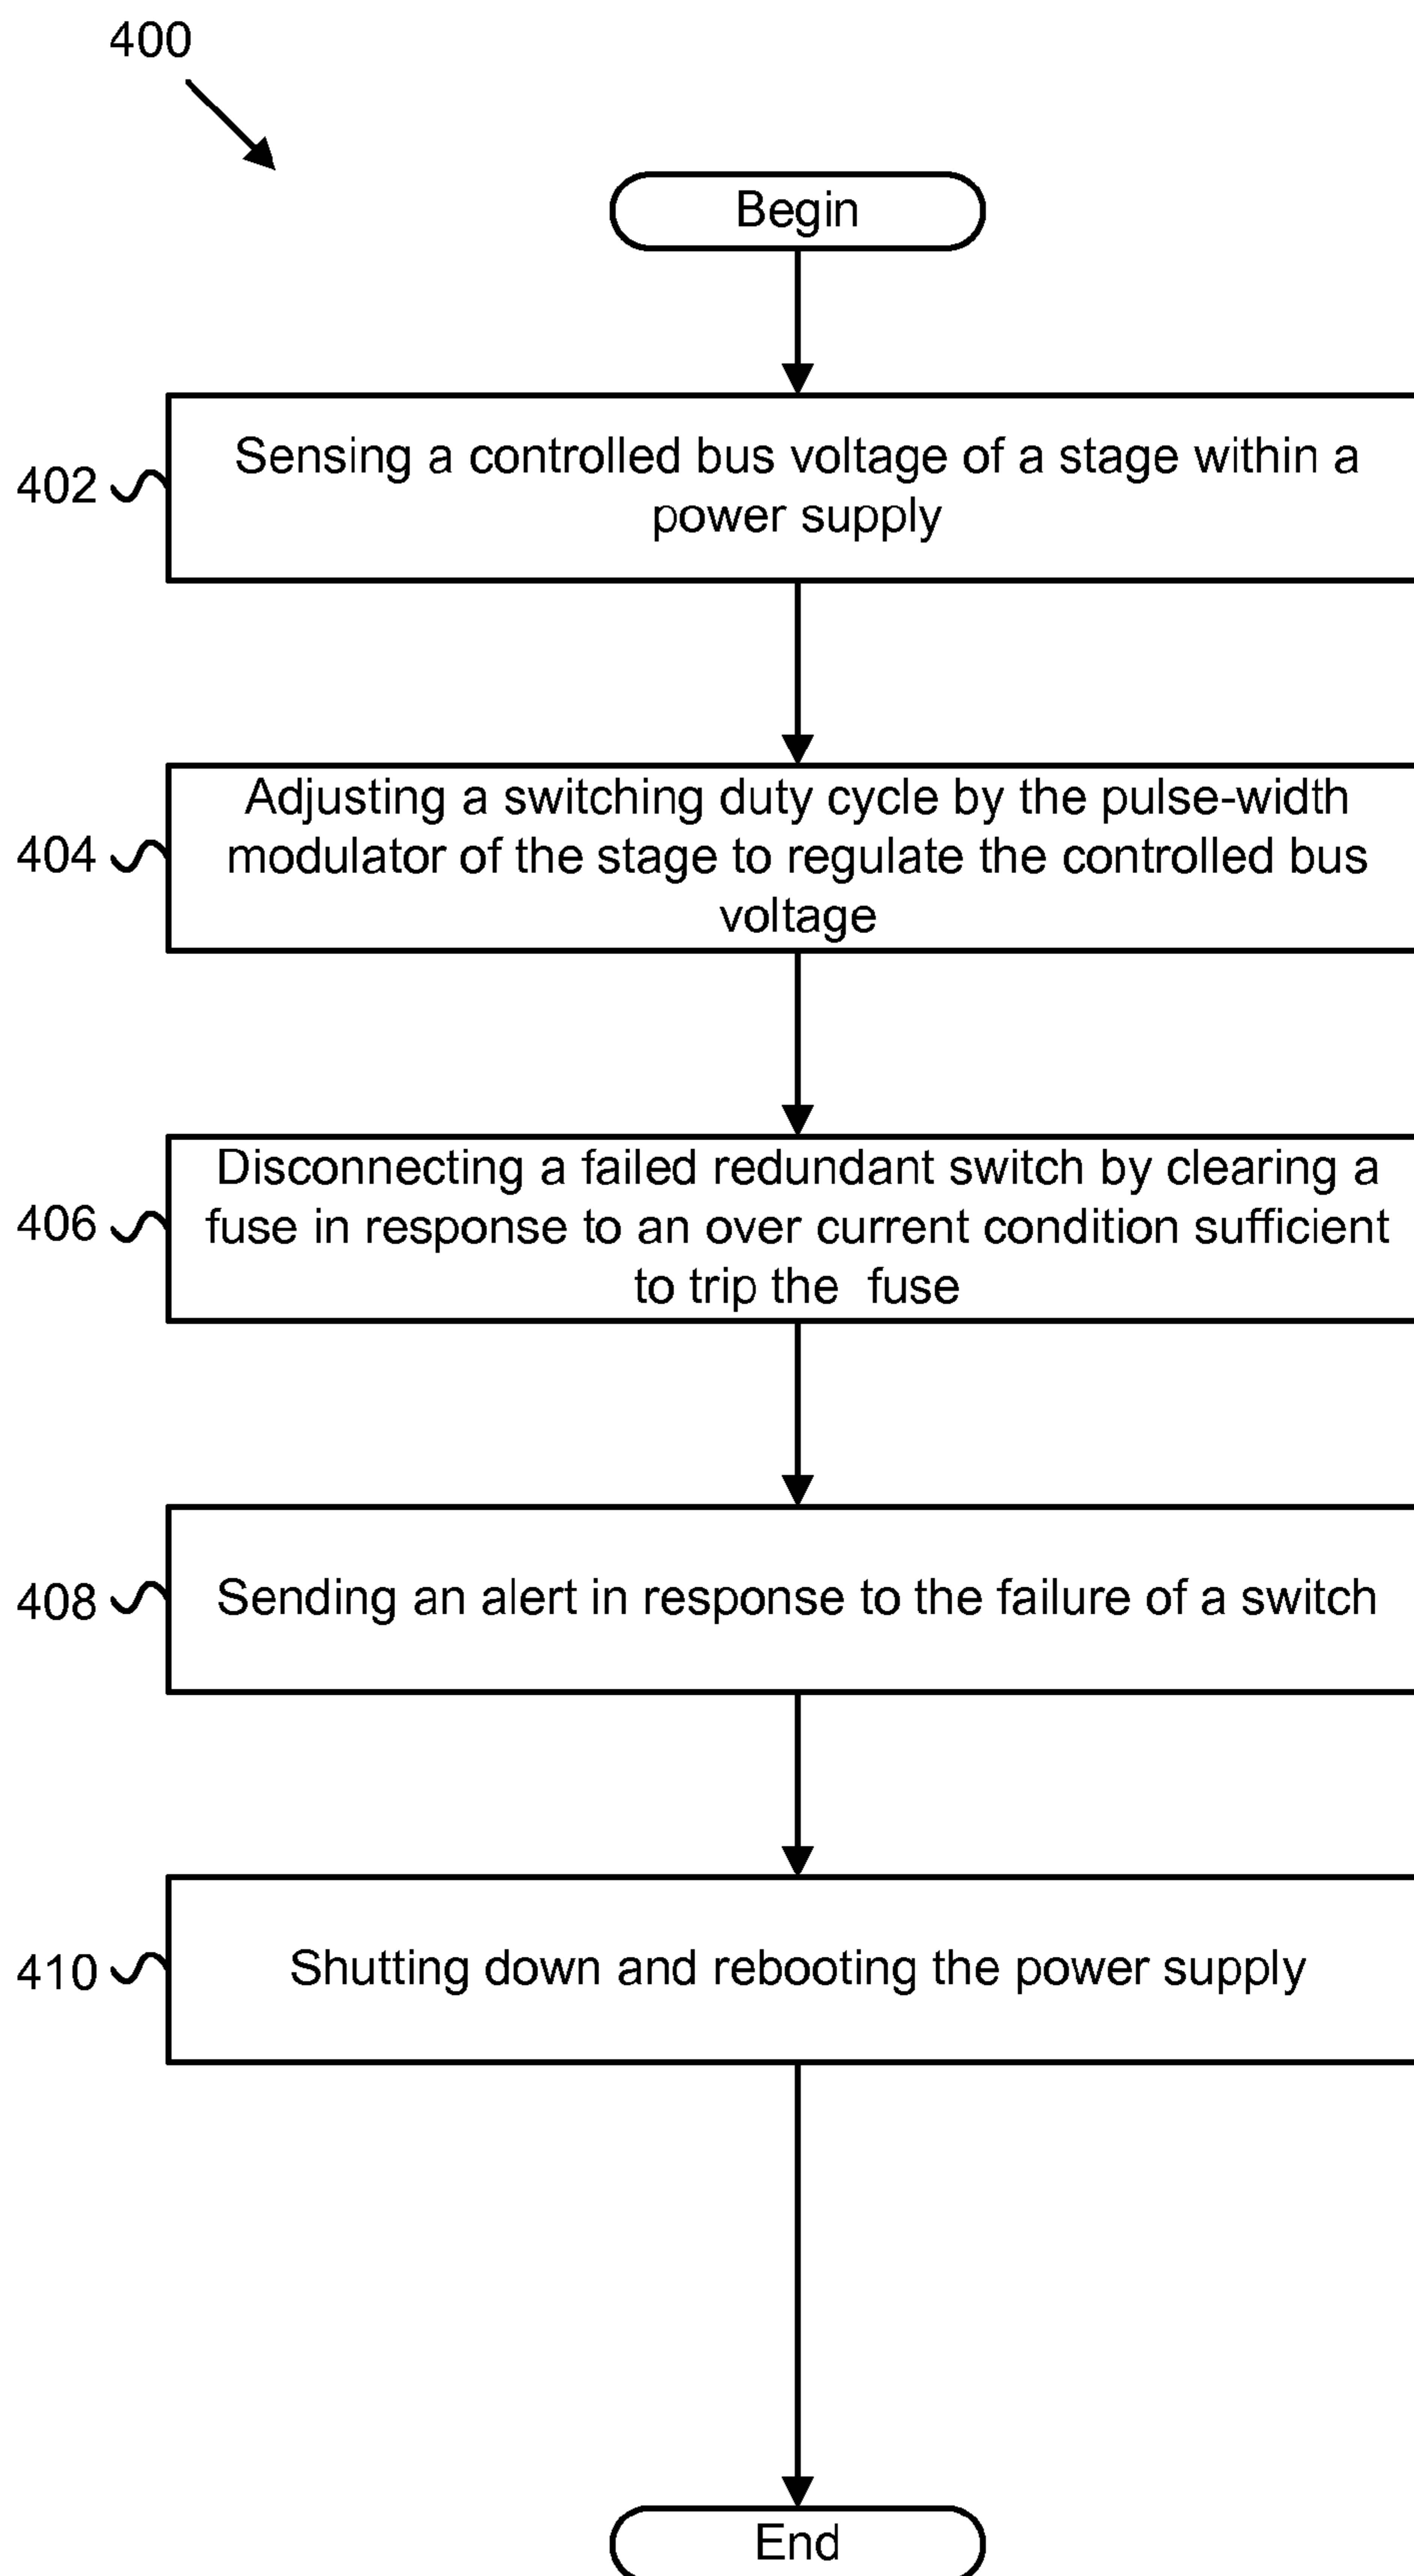 400
Begin
402
Sensing a controlled bus voltage of a stage within a
power supply
404
Adjusting a switching duty cycle by the pulse-width
modulator of the stage to regulate the controlled bus
voltage
406
Disconnecting a failed redundant switch by clearing a
fuse in response to an over current condition sufficient
to trip the  fuse
408
Sending an alert in response to the failure of a switch
410
Shutting down and rebooting the power supply
End